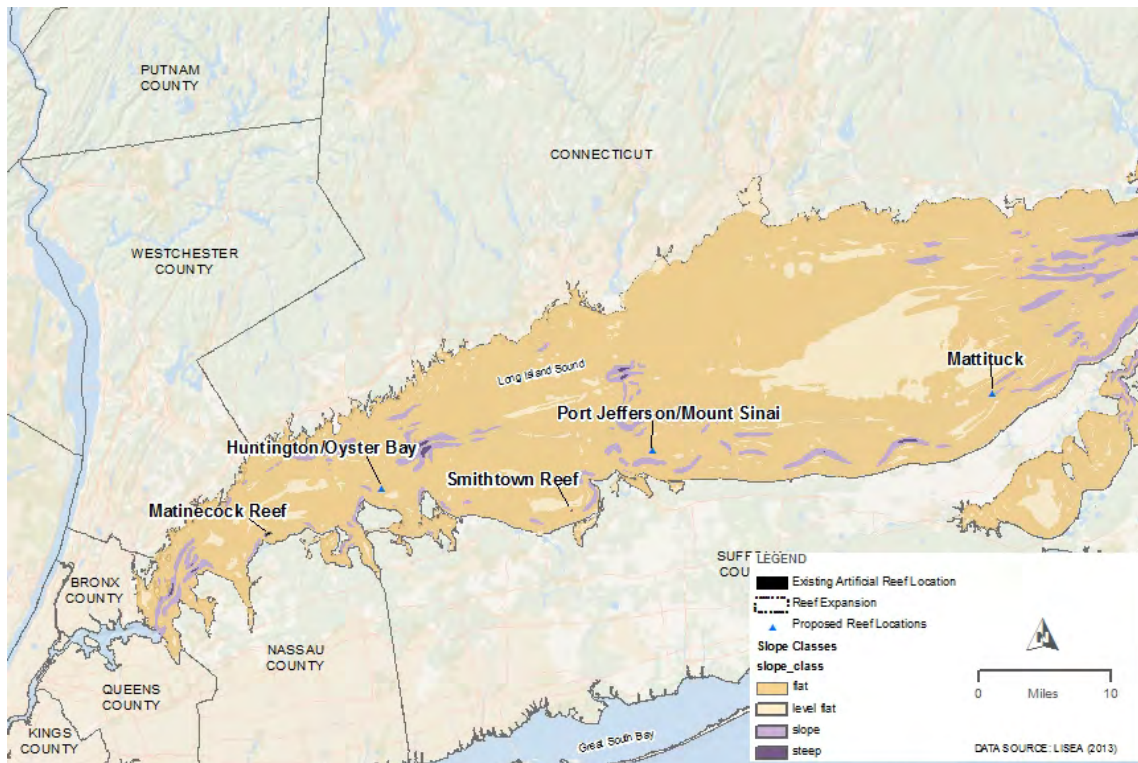 PUTNAM
COUNTY
CONNECTICUT
WESTCHESTER
COUNTY
Long Island Sound
Mattituck
Port Jefferson/Mount Sinai
Huntington/Oyster Bay
Smithtown Reef
Matinecock Reef
BRONX
COUNTY
NASSAU
COUNTY
QUEENS
COUNTY
KINGS
COUNTY
Great South Bay
LEGEND
Existing Artificial Reef Location
Reef Expansion
Proposed Reef Locations
Slope Classes
slope_class
flat
level flat
slope
steep
N
0 Miles 10
DATA SOURCE: LISEA (2013)